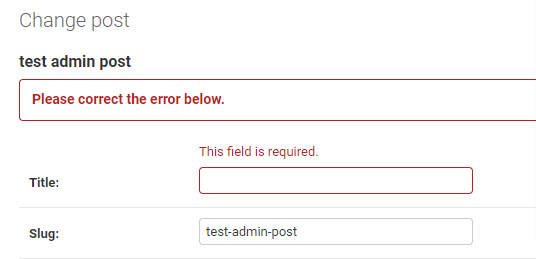 Change post
test admin post
Please correct the error below.
This field is required.
Title:
Slug:
test-admin-post